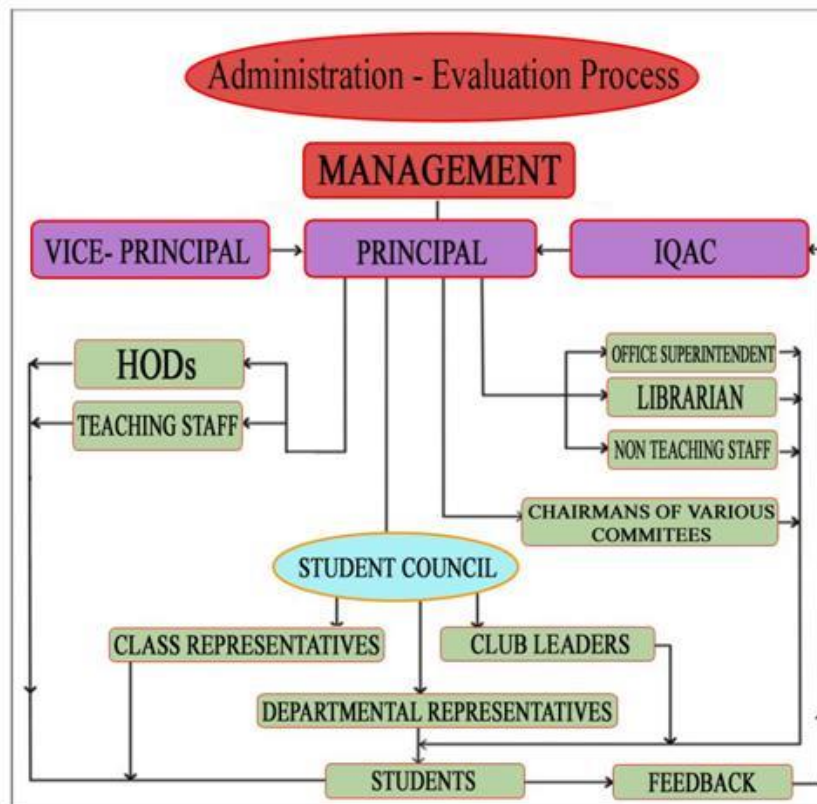 Administration - Evaluation Process
MANAGEMENT
VICE- PRINCIPAL
PRINCIPAL
IQAC
HODs
TEACHING STAFF
OFFICE SUPERINTENDENT
LIBRARIAN
NON TEACHING STAFF
CHAIRMANS OF VARIOUS
COMMITEES
STUDENT COUNCIL
CLASS REPRESENTATIVES
CLUB LEADERS
DEPARTMENTAL REPRESENTATIVES
STUDENTS
FEEDBACK